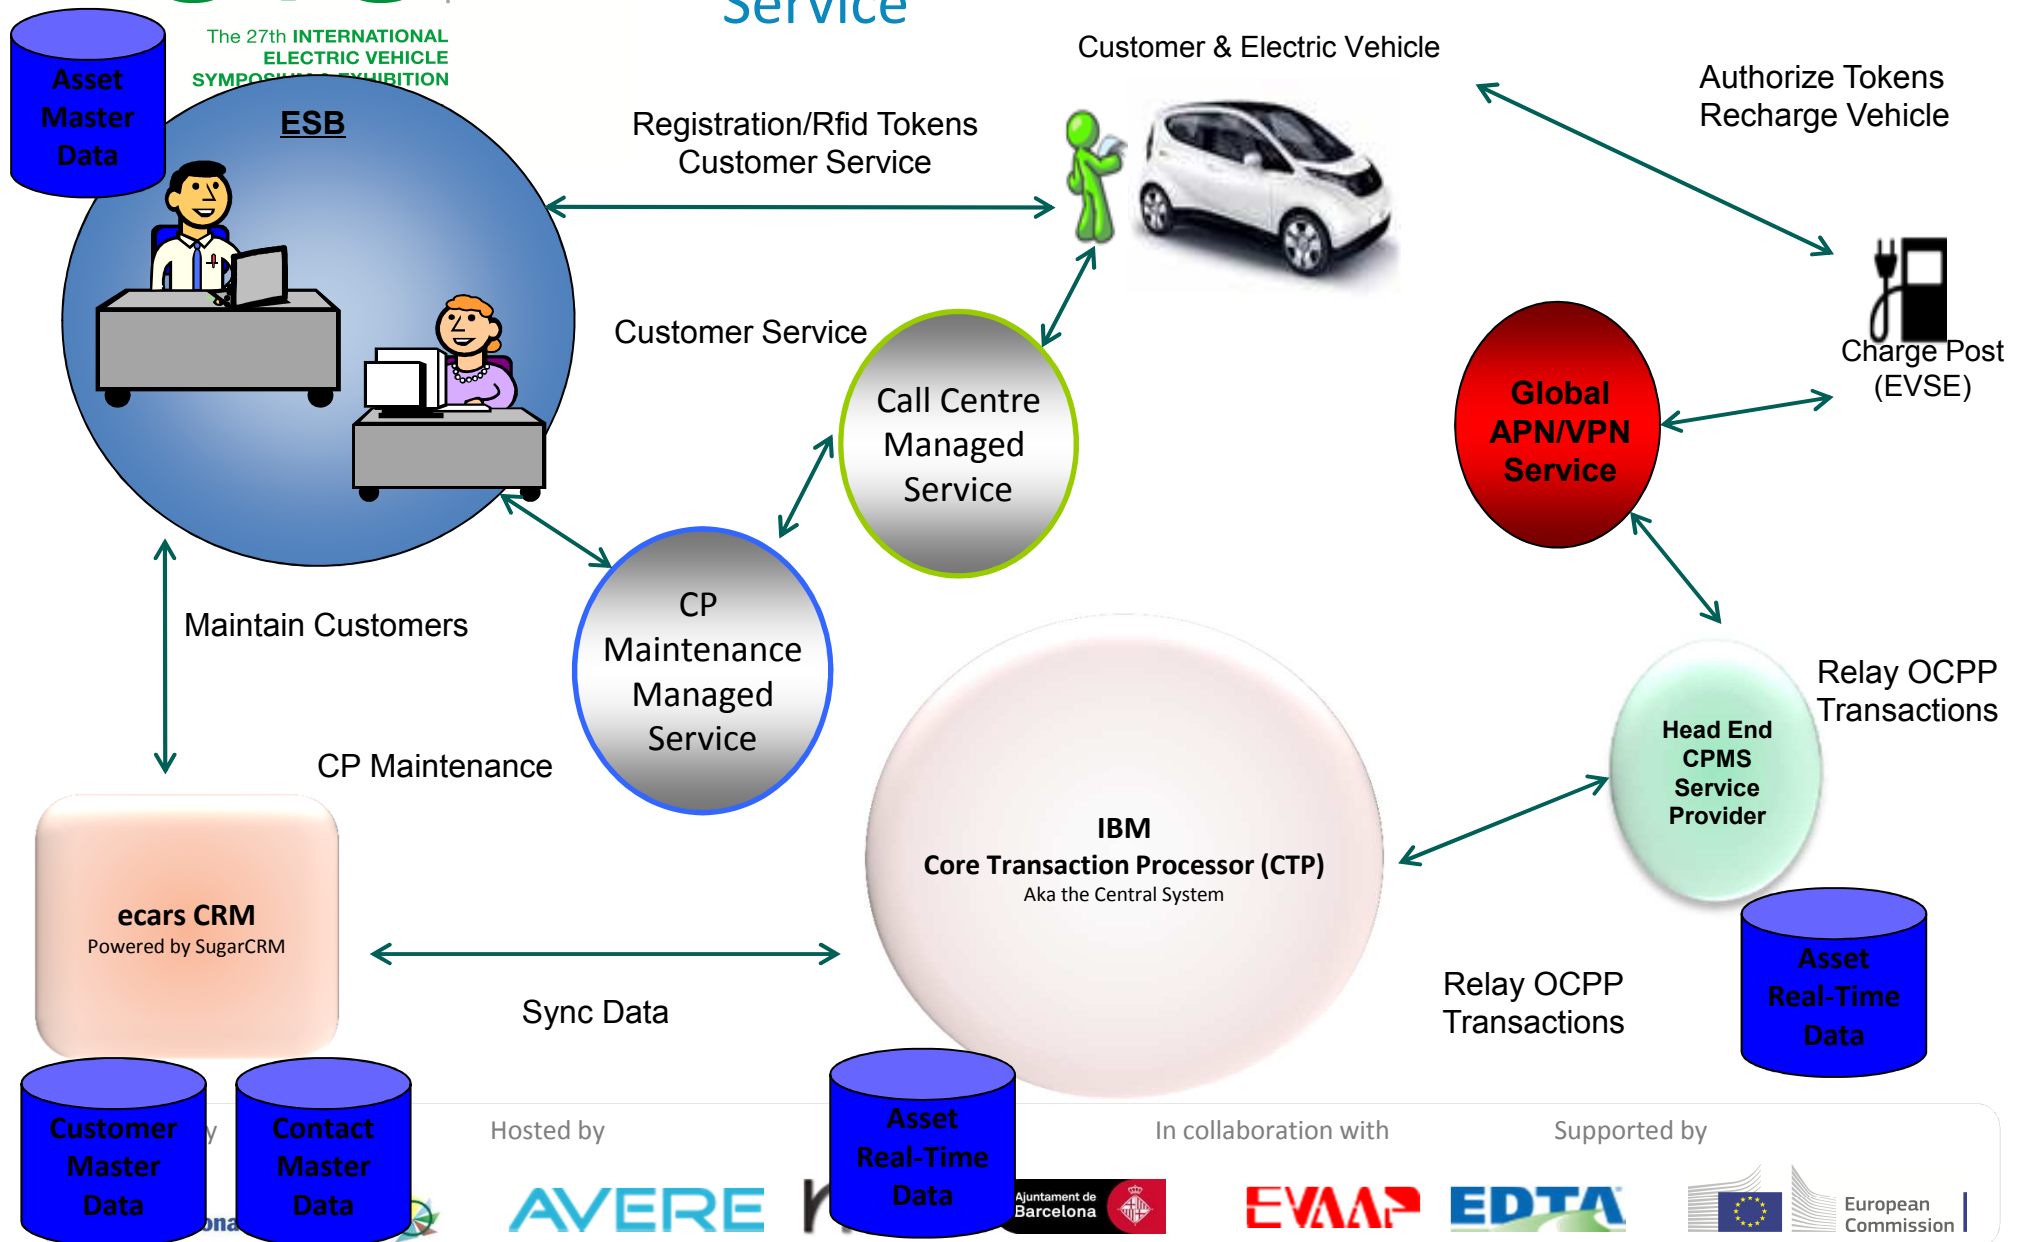 Service
The 27th INTERNATIONAL
ELECTRIC VEHICLE
SYMPOSIUM & EXHIBITION
Asset
Master
Data
ESB
Registration/Rfid Tokens
Customer Service
Customer & Electric Vehicle
Authorize Tokens
Recharge Vehicle
Customer Service
Call Centre
Managed
Service
Global
APN/VPN
Service
Charge Post
(EVSE)
Maintain Customers
CP
Maintenance
Managed
Service
CP Maintenance
Relay OCPP
Transactions
Head End
CPMS
Service
Provider
IBM
Core Transaction Processor (CTP)
Aka the Central System
ecars CRM
Powered by SugarCRM
Sync Data
Relay OCPP
Transactions
Asset
Real-Time
Data
Customer
Master
Data
Contact
Master
Data
Asset
Real-Time
Data
Hosted by
In collaboration with
Supported by
AVERE
Ajuntament de
Barcelona
EVAAP
EDTA
European
Commission